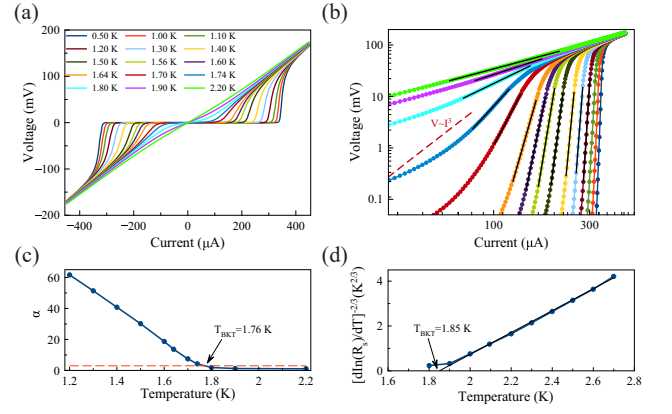 (a)
200
100
0
−100
−200
Voltage (mV)
0.50 K 1.00 K 1.10 K
1.20 K 1.30 K 1.40 K
1.50 K 1.56 K 1.60 K
1.64 K 1.70 K 1.74 K
1.80 K 1.90 K 2.20 K
−400 −200 0 200 400
Current (μA)
(b)
100
10
1
0.1
Voltage (mV)
V~I³
100 300
Current (μA)
(c)
60
40
20
0
α
T_BKT=1.76 K
1.2 1.4 1.6 1.8 2.0 2.2
Temperature (K)
(d)
6
4
2
0
[dln(Rₛ)/dT]^-2/3(K^2/3)
T_BKT=1.85 K
1.6 1.8 2.0 2.2 2.4 2.6 2.8
Temperature (K)